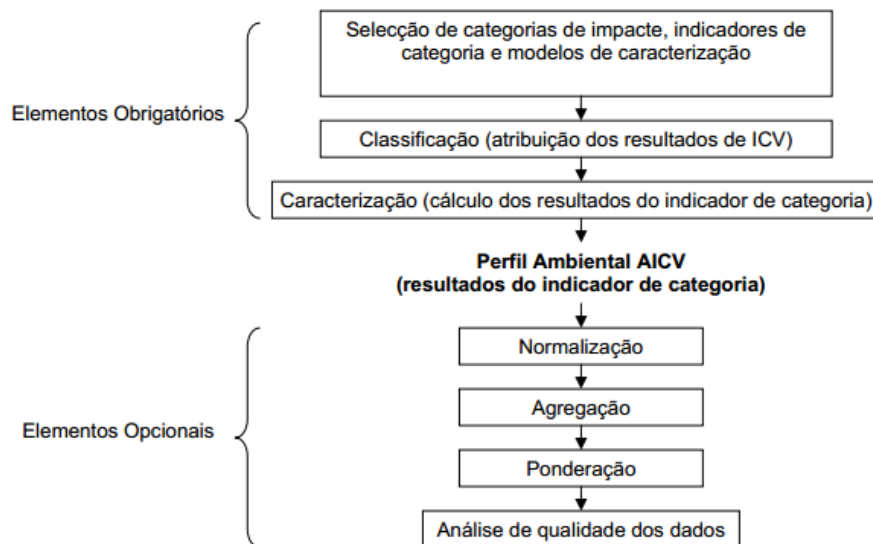 Selecção de categorias de impacte, indicadores de
categoria e modelos de caracterização
Elementos Obrigatórios
Classificação (atribuição dos resultados de ICV)
Caracterização (cálculo dos resultados do indicador de categoria)
Perfil Ambiental AICV
(resultados do indicador de categoria)
Normalização
Agregação
Elementos Opcionais
Ponderação
Análise de qualidade dos dados